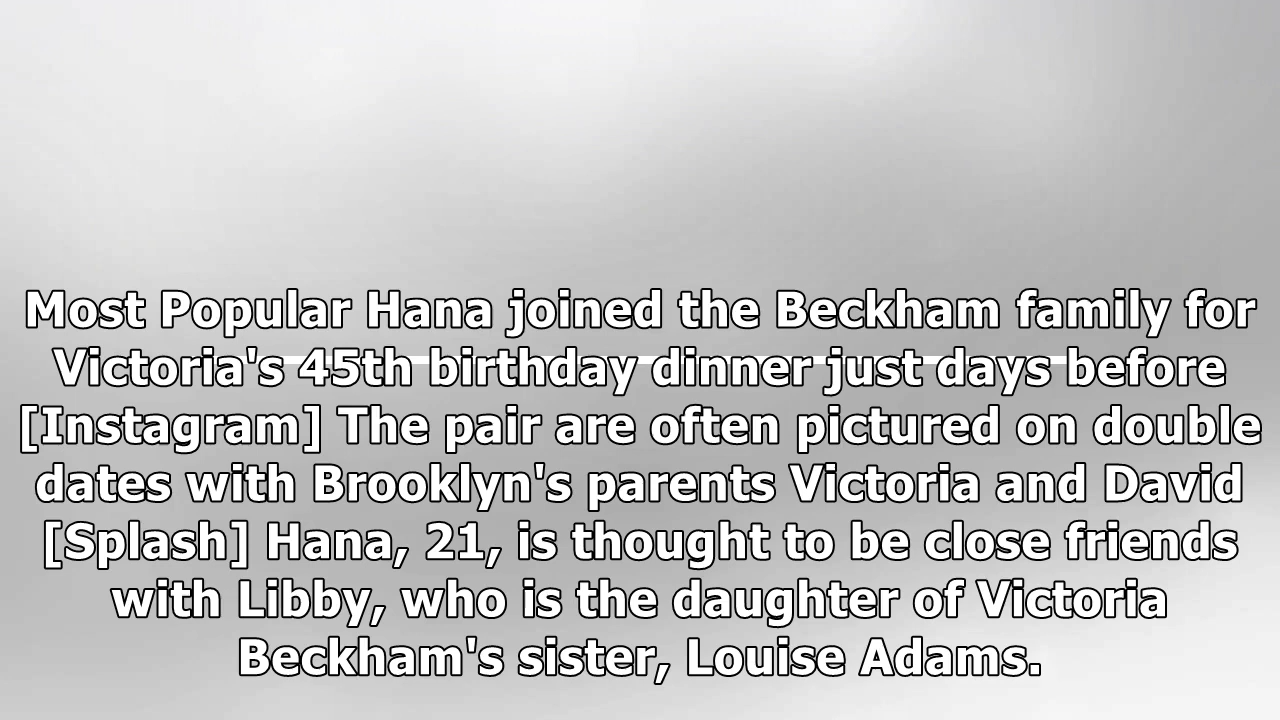 Most Popular Hana joined the Beckham family for
Victoria's 45th birthday dinner just days before
[Instagram] The pair are often pictured on double
dates with Brooklyn's parents Victoria and David
[Splash] Hana, 21, is thought to be close friends
with Libby, who is the daughter of Victoria
Beckham's sister, Louise Adams.